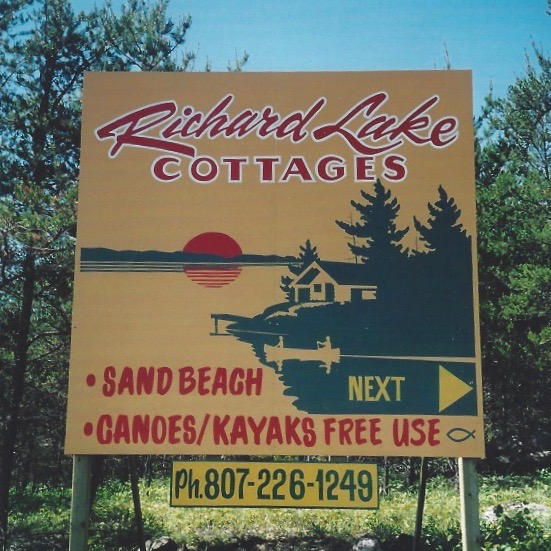 Richard Lake
COTTAGES
• SAND BEACH
NEXT
• CANOES/KAYAKS FREE USE
Ph. 807-226-1249